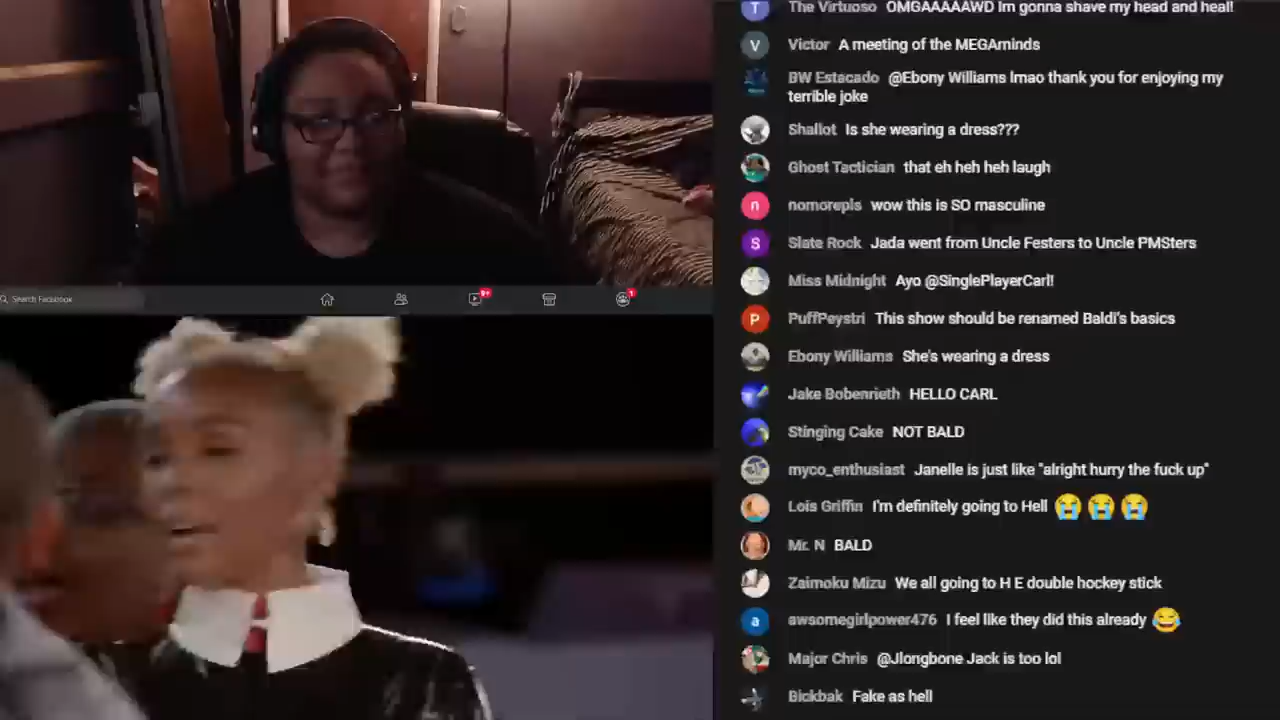 The Virtuoso OMGAAAAAWD Im gonna shave my head and heal!
Victor A meeting of the MEGAminds
BW Estacado @Ebony Williams lmao thank you for enjoying my
terrible joke
Shallot Is she wearing a dress???
Ghost Tactician that eh heh heh laugh
nomorepls wow this is SO masculine
Slate Rock Jada went from Uncle Festers to Uncle PMSters
Miss Midnight Ayo @SinglePlayerCarl!
PuffPeystri This show should be renamed Baldi's basics
Ebony Williams She's wearing a dress
Jake Bobenrieth HELLO CARL
Stinging Cake NOT BALD
myco_enthusiast Janelle is just like "alright hurry the fuck up"
Lois Griffin I'm definitely going to Hell 😭 😭 😭
Mr. N BALD
Zaimoku Mizu We all going to H E double hockey stick
awsomegirlpower476 I feel like they did this already 😂
Major Chris @Jlongbone Jack is too lol
Bickbak Fake as hell
Search Facebook
9+
1
T
V
n
S
P
a